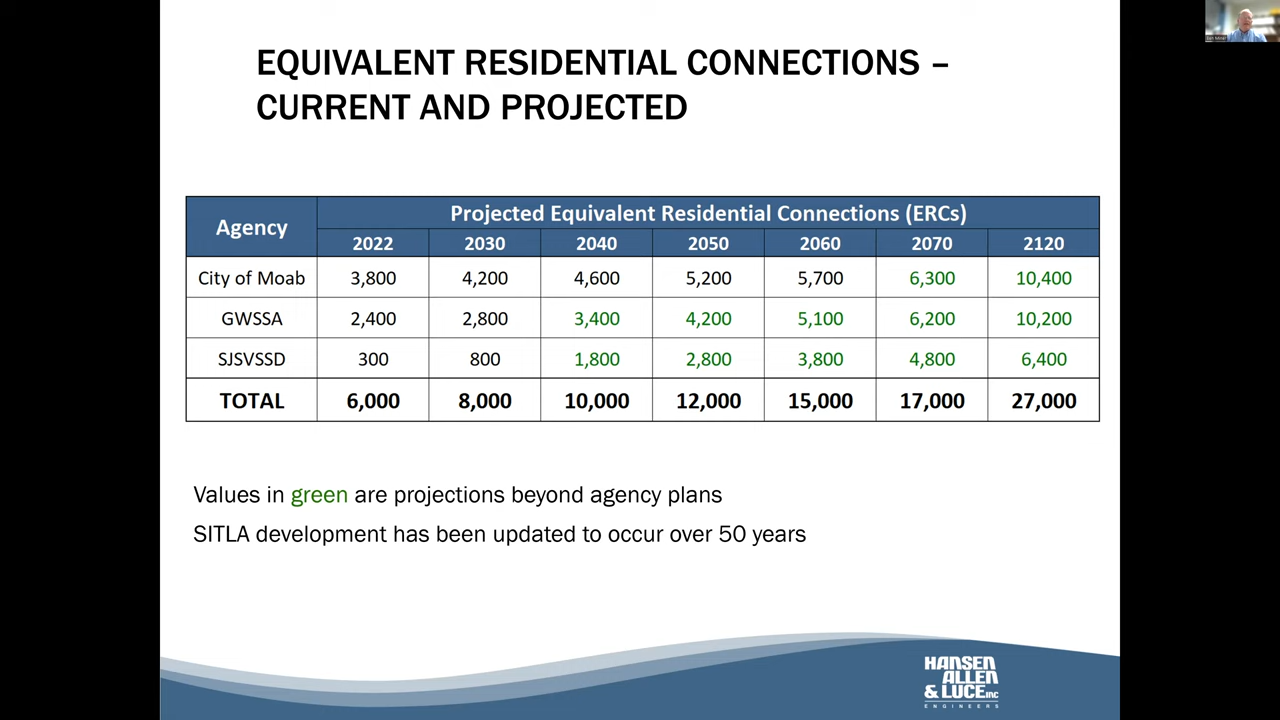 EQUIVALENT RESIDENTIAL CONNECTIONS –
CURRENT AND PROJECTED
Agency
Projected Equivalent Residential Connections (ERCs)
2022 2030 2040 2050 2060 2070 2120
City of Moab 3,800 4,200 4,600 5,200 5,700 6,300 10,400
GWSSA 2,400 2,800 3,400 4,200 5,100 6,200 10,200
SJSVSSD 300 800 1,800 2,800 3,800 4,800 6,400
TOTAL 6,000 8,000 10,000 12,000 15,000 17,000 27,000
Values in green are projections beyond agency plans
SITLA development has been updated to occur over 50 years
HANSEN
ALLEN
& LUCE INC
ENGINEERS